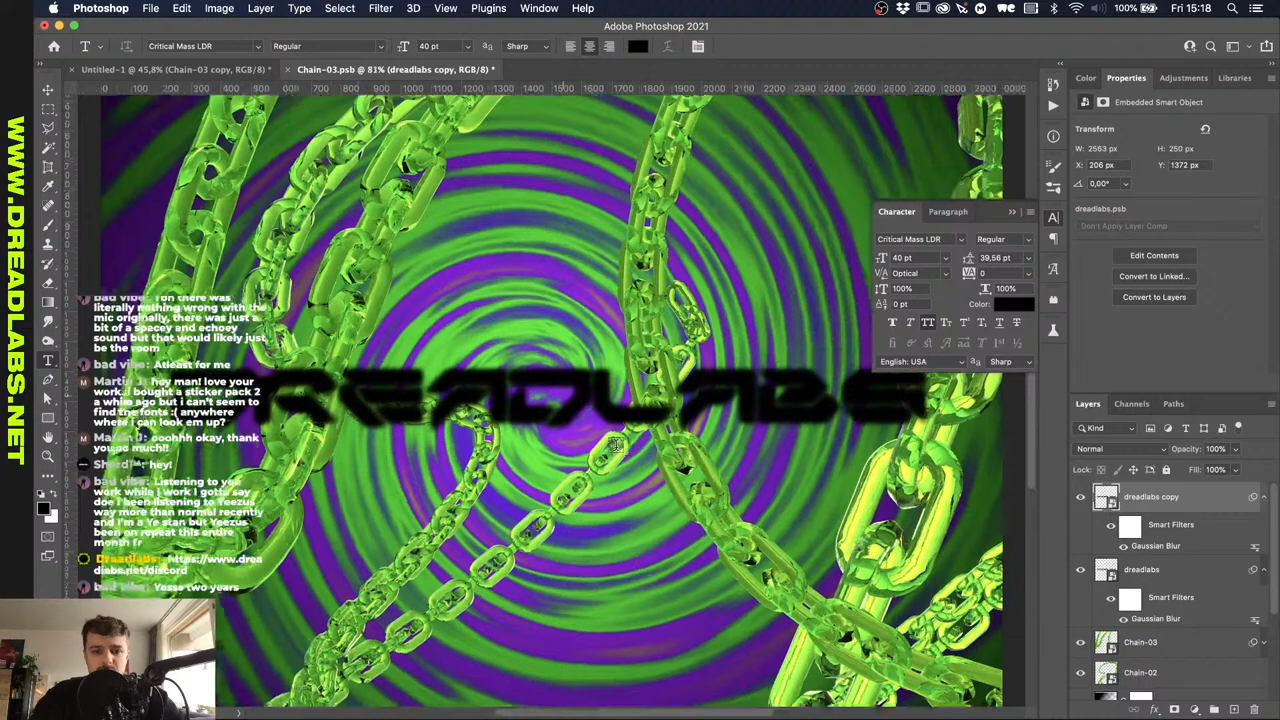 Photoshop File Edit Image Layer Type Select Filter 3D View Plugins Window Help
100% Fri 15:18
Adobe Photoshop 2021
Critical Mass LDR Regular 40 pt Sharp
Untitled-1 @ 45,8% (Chain-03 copy, RGB/8) *
Chain-03.psb @ 81% (dreadlabs copy, RGB/8) *
WWW.DREADLABS.NET
Color Properties Adjustments Libraries
Embedded Smart Object
Transform
W: 2563 px H: 250 px
X: 206 px Y: 1372 px
0,00°
dreadlabs.psb
Don't Apply Layer Comp
Edit Contents
Convert to Linked...
Convert to Layers
Character Paragraph
Critical Mass LDR Regular
40 pt 39,56 pt
Optical 0
100% 100%
0 pt Color:
English: USA Sharp
literally nothing wrong with the
mic originally, there was just a
bit of a spacey and echoey
sound but that would likely just
be the room
bad vibe: Atleast for me
Martin J: hey man! love your
work. i bought a sticker pack 2
a while ago but i can't seem to
find the fonts :( anywhere
where i can look em up?
Martin J: ooohhh okay, thank
you so much!!
hey!
bad vibe: Listening to you
work while I work I gotta say
doe I been listening to Yeezus
way more than normal recently
and I'm a Ye stan but Yeezus
been on repeat this entire
month fr
Dreadlabs: https://www.drea
dlabs.net/discord
bad vibe: Yesss two years
Layers Channels Paths
Kind
Normal Opacity: 100%
Lock: Fill: 100%
dreadlabs copy
Smart Filters
Gaussian Blur
dreadlabs
Smart Filters
Gaussian Blur
Chain-03
Chain-02